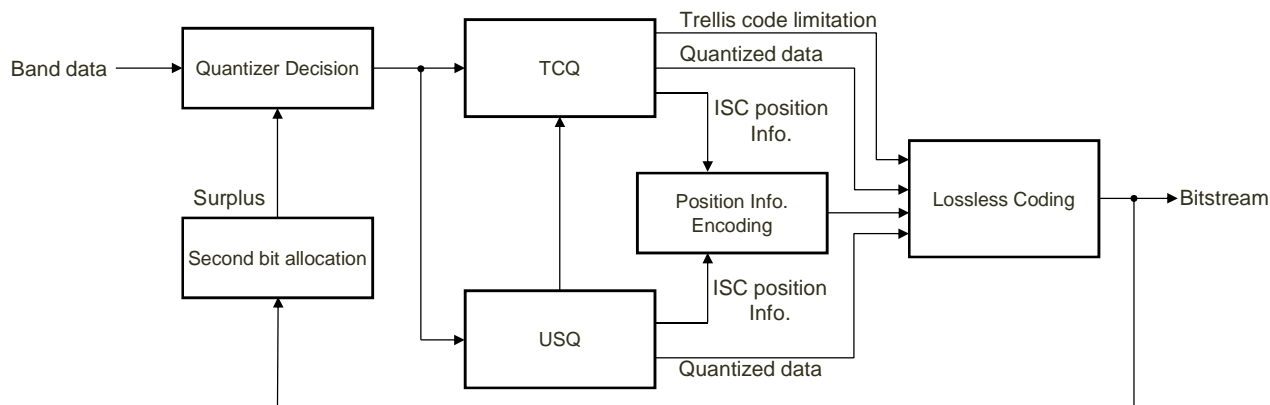 Trellis code limitation
Band data
Quantizer Decision
TCQ
Quantized data
ISC position
Info.
Surplus
Position Info.
Encoding
Lossless Coding
Bitstream
Second bit allocation
ISC position
Info.
USQ
Quantized data